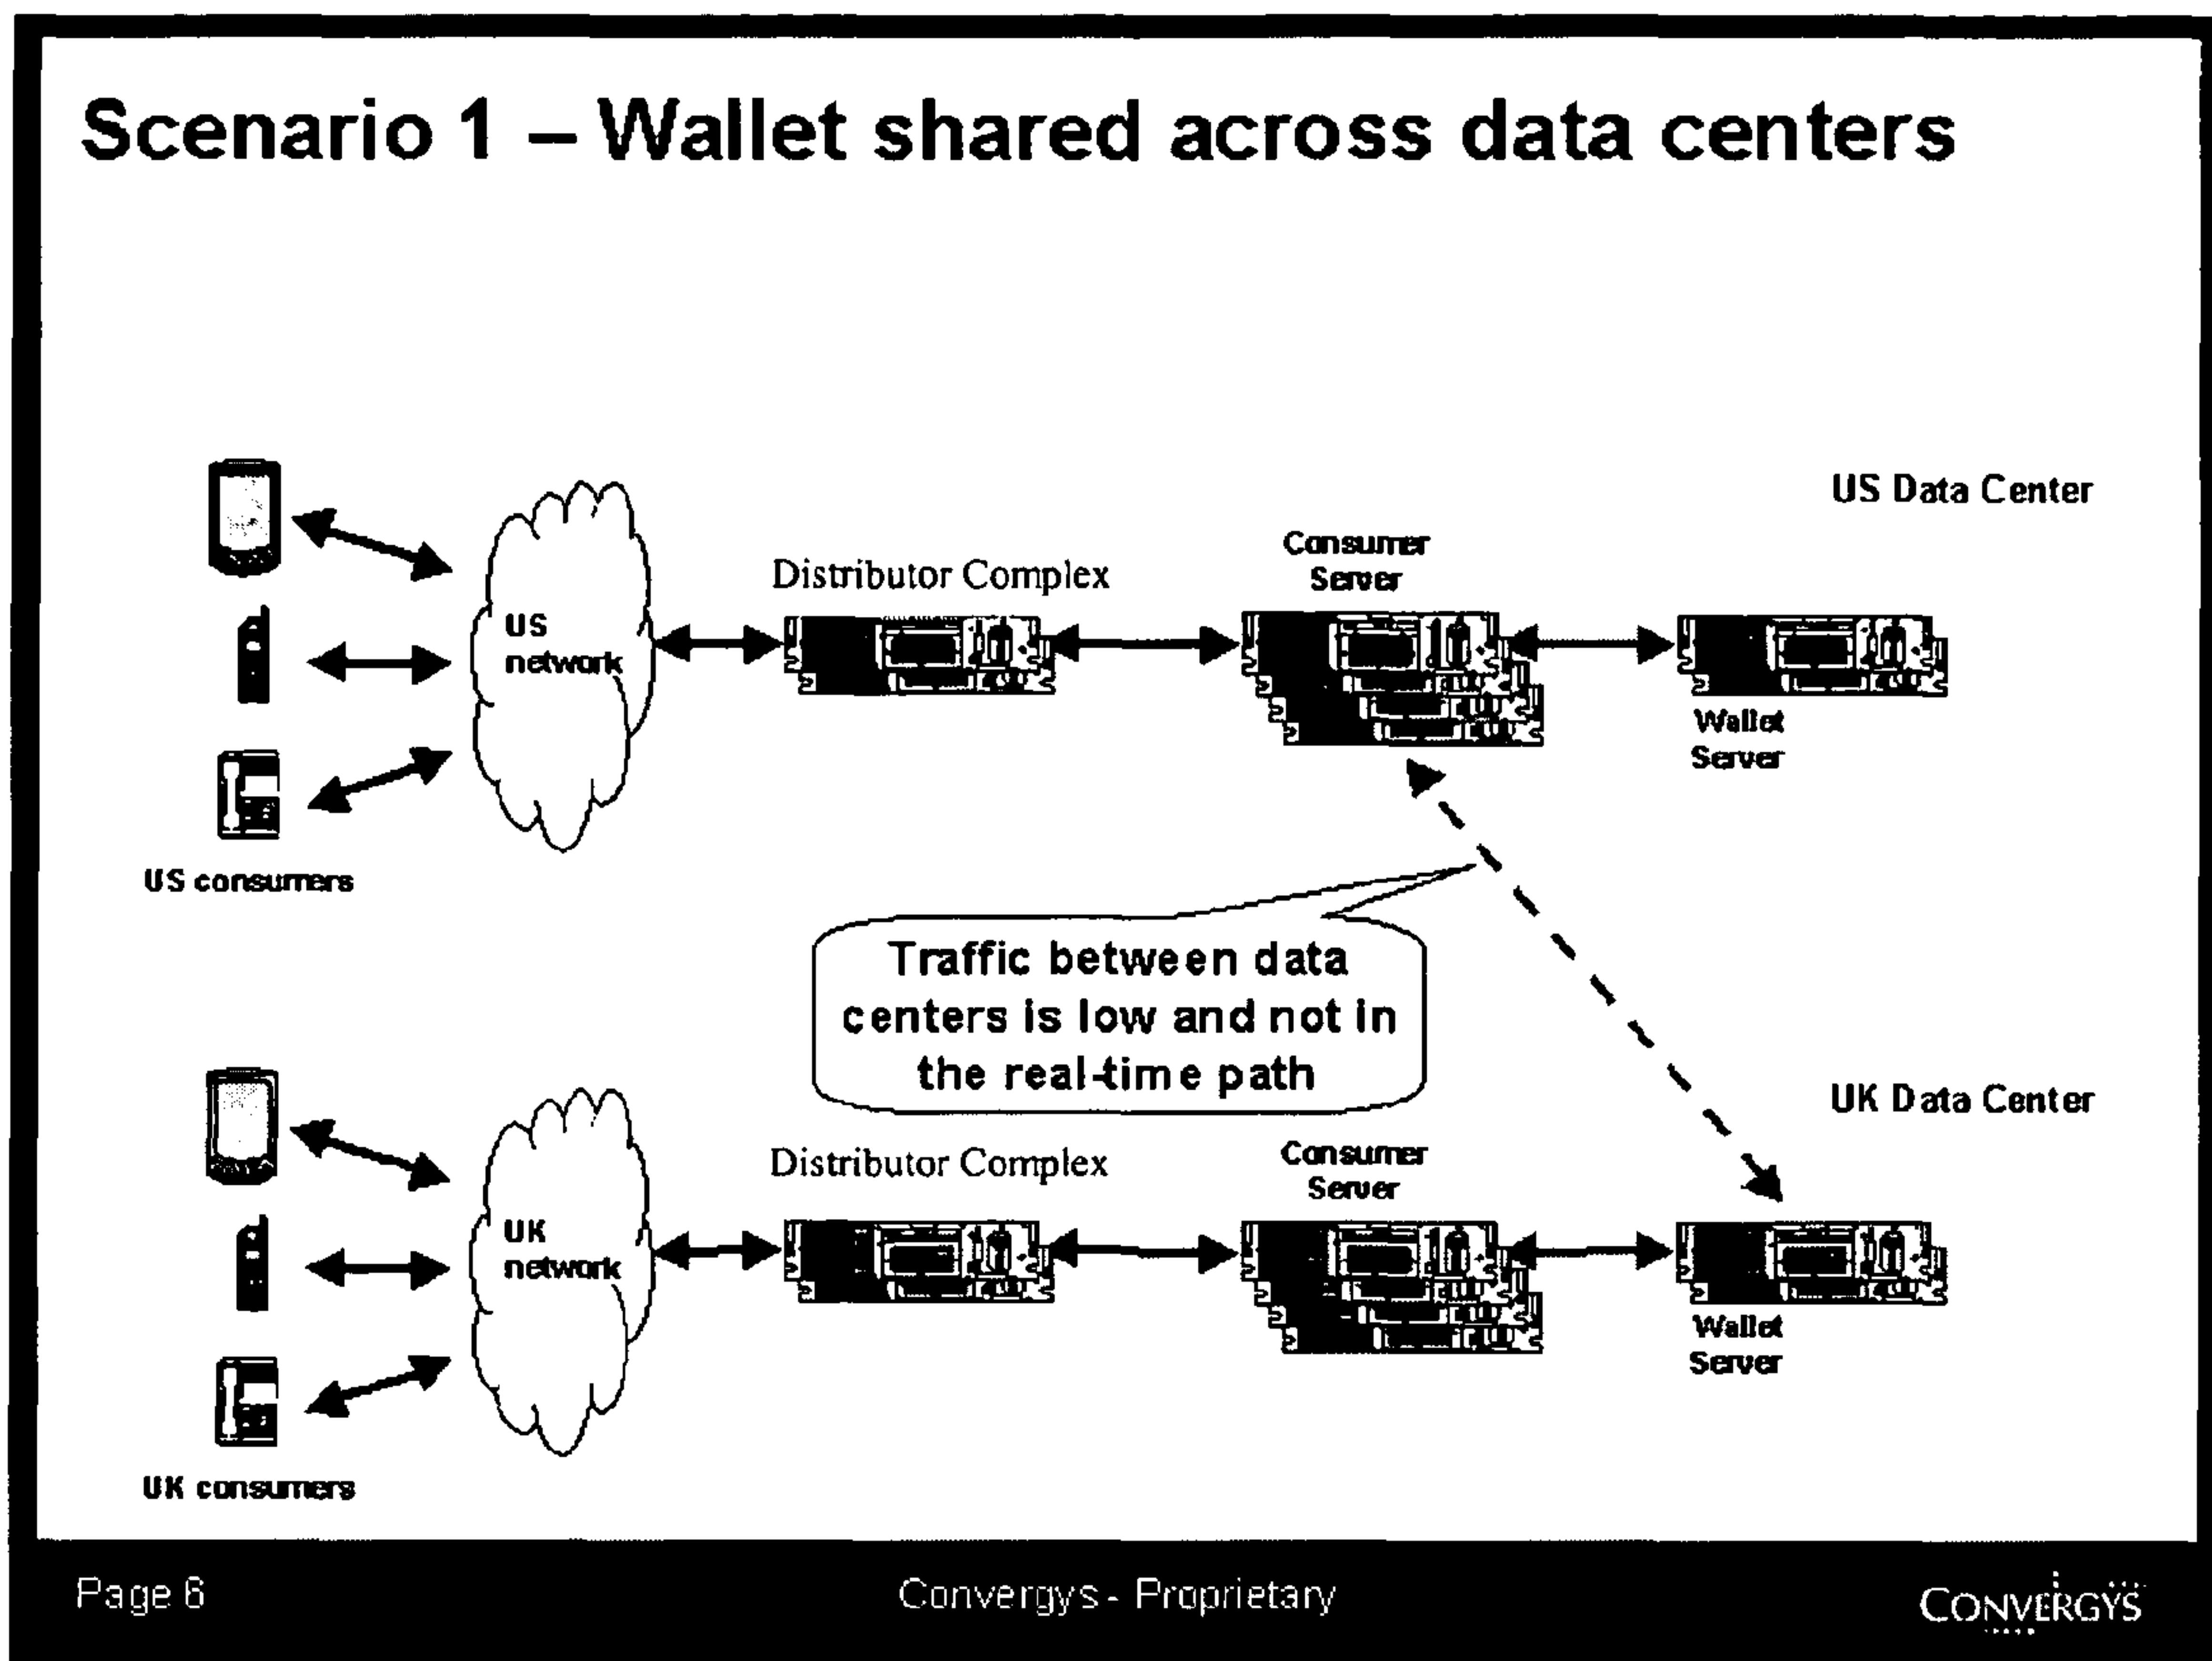 Scenario 1 – Wallet shared across data centers
US Data Center
Consumer
Server
Distributor Complex
US
network
Wallet
Server
US consumers
Traffic between data
centers is low and not in
the real-time path
UK Data Center
Distributor Complex
Consumer
Server
UK
network
Wallet
Server
UK consumers
Page 6
Convergys - Proprietary
CONVERGYS